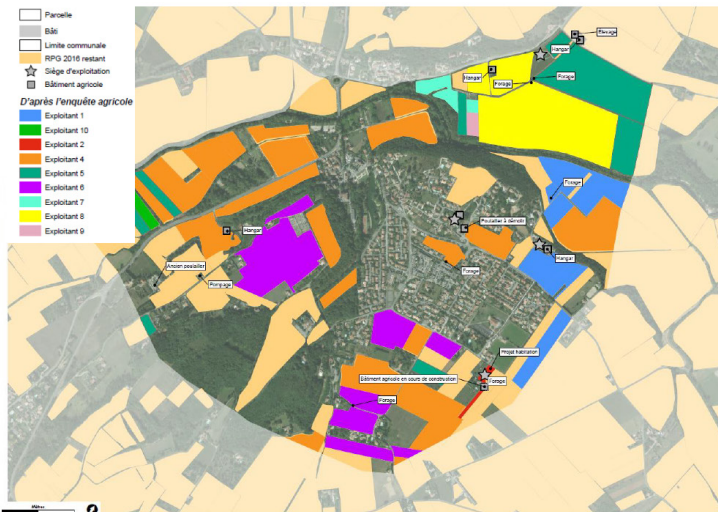 Parcelle
Bâti
Limite communale
RPG 2016 restant
Siège d'exploitation
Bâtiment agricole
D'après l'enquête agricole
Exploitant 1
Exploitant 10
Exploitant 2
Exploitant 4
Exploitant 5
Exploitant 6
Exploitant 7
Exploitant 8
Exploitant 9
Elevage
Hangar
Hangar
Forage
Forage
Forage
Poulailler à démolir
Hangar
Hangar
Forage
Ancien poulailler
Pompage
Projet habitation
Bâtiment agricole en cours de construction
Forage
Forage
Mètres